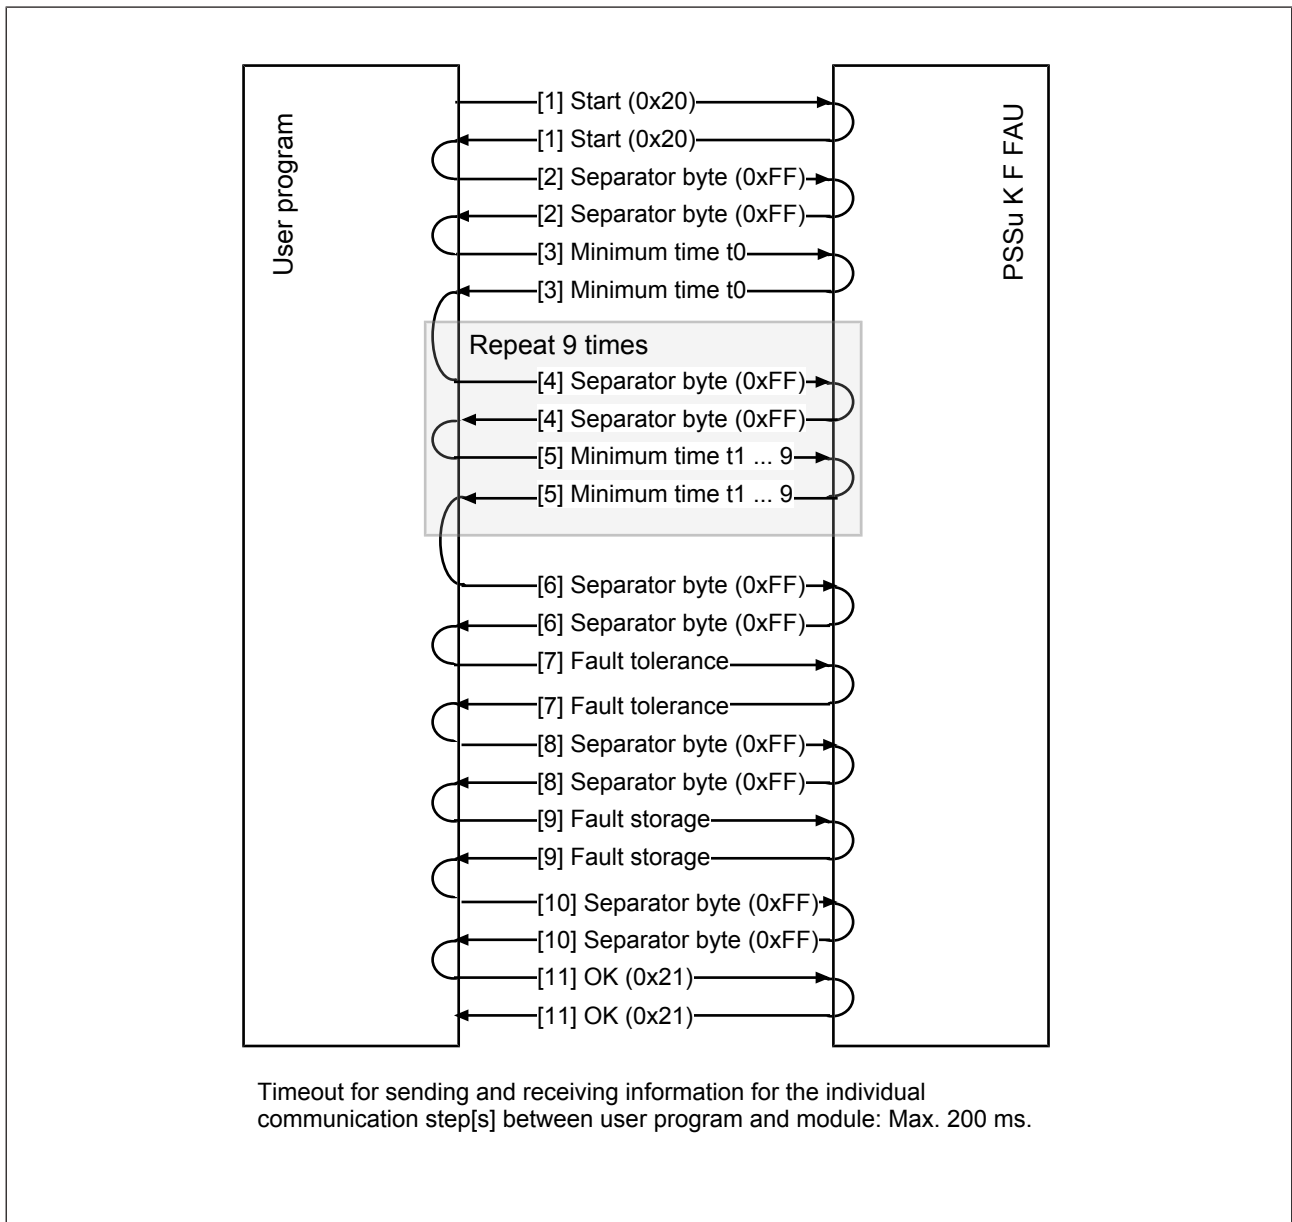 User program
PSSu K F FAU
[1] Start (0x20)
[1] Start (0x20)
[2] Separator byte (0xFF)
[2] Separator byte (0xFF)
[3] Minimum time t0
[3] Minimum time t0
Repeat 9 times
[4] Separator byte (0xFF)
[4] Separator byte (0xFF)
[5] Minimum time t1 ... 9
[5] Minimum time t1 ... 9
[6] Separator byte (0xFF)
[6] Separator byte (0xFF)
[7] Fault tolerance
[7] Fault tolerance
[8] Separator byte (0xFF)
[8] Separator byte (0xFF)
[9] Fault storage
[9] Fault storage
[10] Separator byte (0xFF)
[10] Separator byte (0xFF)
[11] OK (0x21)
[11] OK (0x21)
Timeout for sending and receiving information for the individual
communication step[s] between user program and module: Max. 200 ms.